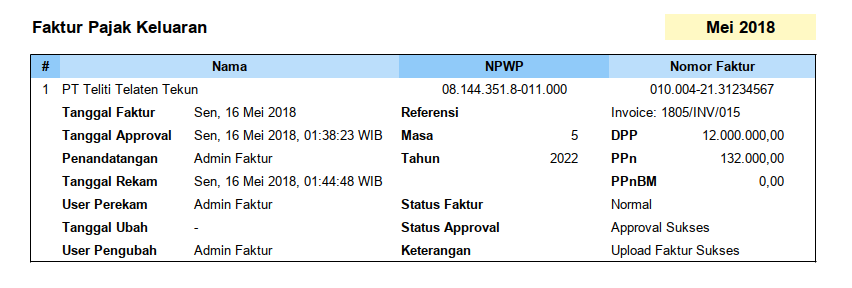 Faktur Pajak Keluaran Mei 2018
# Nama NPWP Nomor Faktur
1 PT Teliti Telaten Tekun 08.144.351.8-011.000 010.004-21.31234567
Tanggal Faktur Sen, 16 Mei 2018 Referensi Invoice: 1805/INV/015
Tanggal Approval Sen, 16 Mei 2018, 01:38:23 WIB Masa 5 DPP 12.000.000,00
Penandatangan Admin Faktur Tahun 2022 PPn 132.000,00
Tanggal Rekam Sen, 16 Mei 2018, 01:44:48 WIB PPnBM 0,00
User Perekam Admin Faktur Status Faktur Normal
Tanggal Ubah - Status Approval Approval Sukses
User Pengubah Admin Faktur Keterangan Upload Faktur Sukses